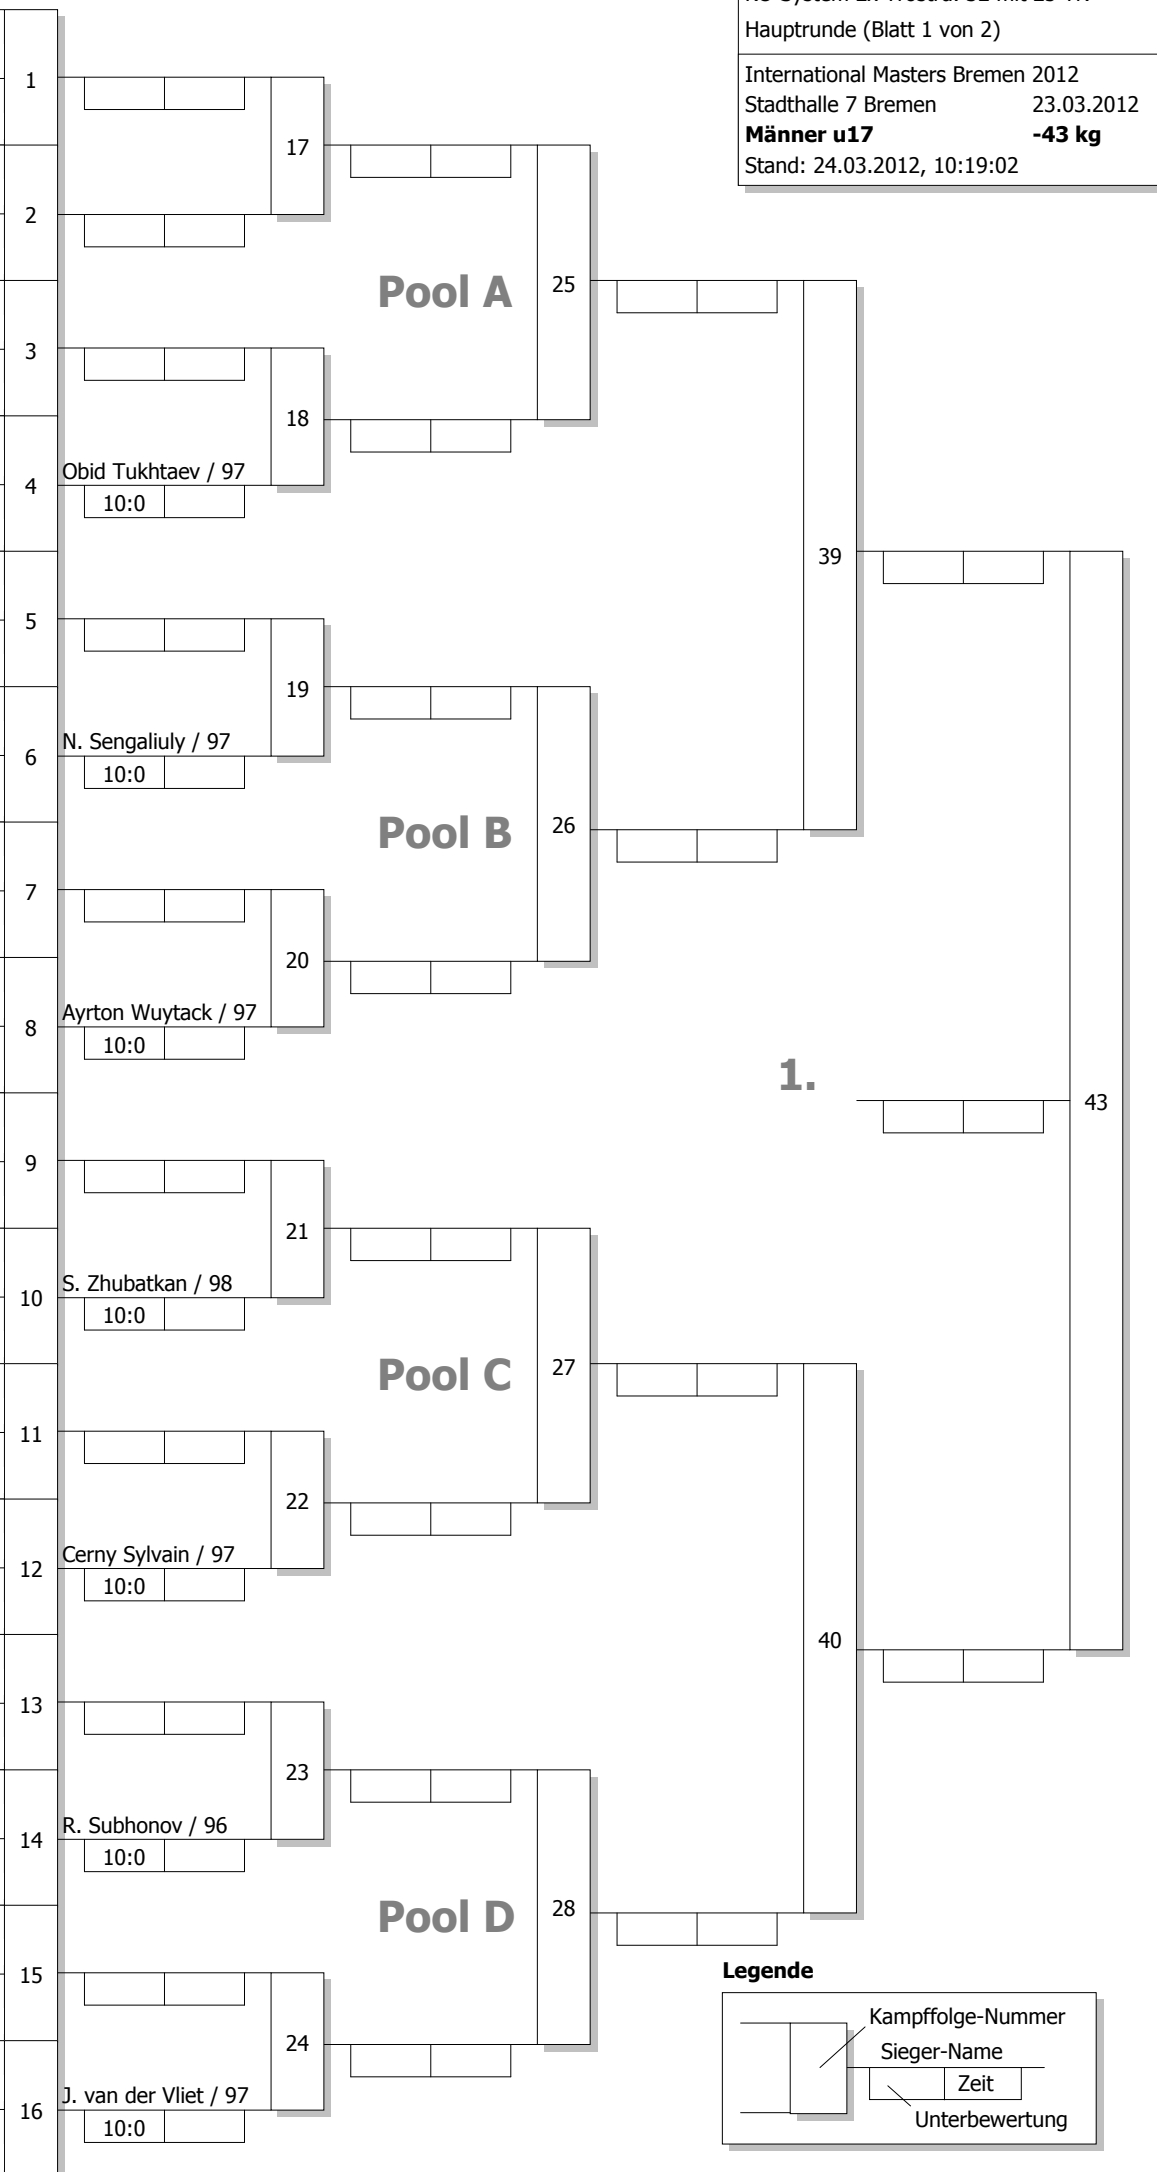 Hauptrunde (Blatt 1 von 2)
International Masters Bremen 2012
Stadthalle 7 Bremen 23.03.2012
Männer u17 -43 kg
Stand: 24.03.2012, 10:19:02
1
17
2
Pool A
25
3
18
Obid Tukhtaev / 97
4
10:0
39
5
19
N. Sengaliuly / 97
6
10:0
Pool B
26
7
20
Ayrton Wuytack / 97
8
10:0
1.
43
9
21
S. Zhubatkan / 98
10
10:0
Pool C
27
11
22
Cerny Sylvain / 97
12
10:0
40
13
23
R. Subhonov / 96
14
10:0
Pool D
28
15
24
J. van der Vliet / 97
16
10:0
Legende
Kampffolge-Nummer
Sieger-Name
Zeit
Unterbewertung